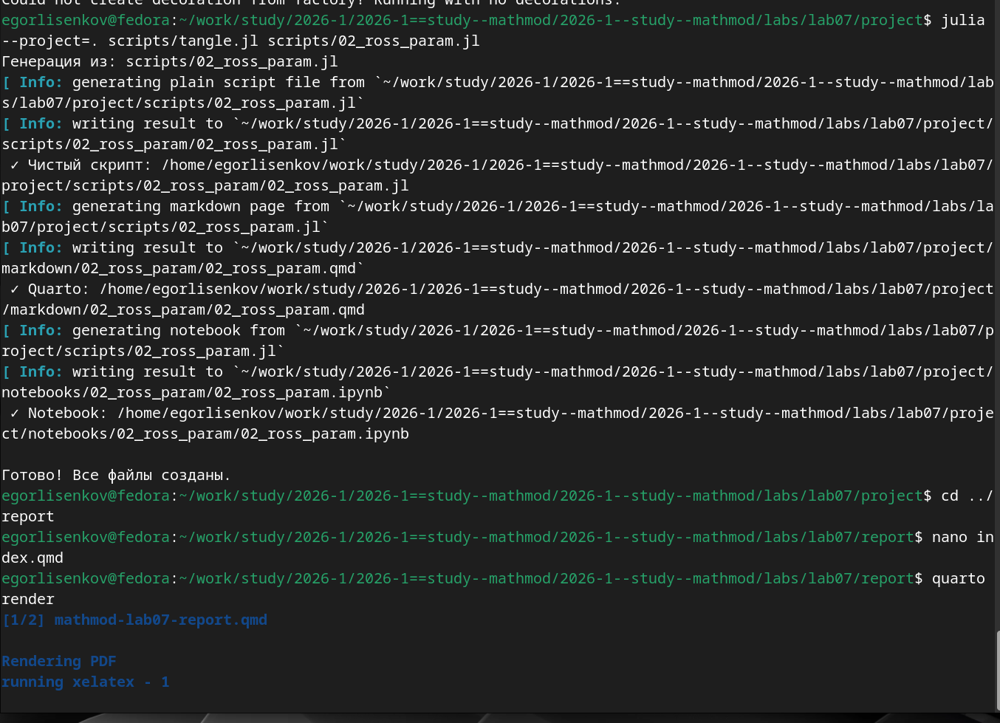 Could not create decoration from factory! Running with no decorations.
egorlisenkov@fedora:~/work/study/2026-1/2026-1==study--mathmod/2026-1--study--mathmod/labs/lab07/project$ julia
--project=. scripts/tangle.jl scripts/02_ross_param.jl
Генерация из: scripts/02_ross_param.jl
[ Info: generating plain script file from `~/work/study/2026-1/2026-1==study--mathmod/2026-1--study--mathmod/lab
s/lab07/project/scripts/02_ross_param.jl`
[ Info: writing result to `~/work/study/2026-1/2026-1==study--mathmod/2026-1--study--mathmod/labs/lab07/project/
scripts/02_ross_param/02_ross_param.jl`
 ✓ Чистый скрипт: /home/egorlisenkov/work/study/2026-1/2026-1==study--mathmod/2026-1--study--mathmod/labs/lab07/
project/scripts/02_ross_param/02_ross_param.jl
[ Info: generating markdown page from `~/work/study/2026-1/2026-1==study--mathmod/2026-1--study--mathmod/labs/la
b07/project/scripts/02_ross_param.jl`
[ Info: writing result to `~/work/study/2026-1/2026-1==study--mathmod/2026-1--study--mathmod/labs/lab07/project/
markdown/02_ross_param/02_ross_param.qmd`
 ✓ Quarto: /home/egorlisenkov/work/study/2026-1/2026-1==study--mathmod/2026-1--study--mathmod/labs/lab07/project
/markdown/02_ross_param/02_ross_param.qmd
[ Info: generating notebook from `~/work/study/2026-1/2026-1==study--mathmod/2026-1--study--mathmod/labs/lab07/p
roject/scripts/02_ross_param.jl`
[ Info: writing result to `~/work/study/2026-1/2026-1==study--mathmod/2026-1--study--mathmod/labs/lab07/project/
notebooks/02_ross_param/02_ross_param.ipynb`
 ✓ Notebook: /home/egorlisenkov/work/study/2026-1/2026-1==study--mathmod/2026-1--study--mathmod/labs/lab07/proje
ct/notebooks/02_ross_param/02_ross_param.ipynb

Готово! Все файлы созданы.
egorlisenkov@fedora:~/work/study/2026-1/2026-1==study--mathmod/2026-1--study--mathmod/labs/lab07/project$ cd ../
report
egorlisenkov@fedora:~/work/study/2026-1/2026-1==study--mathmod/2026-1--study--mathmod/labs/lab07/report$ nano in
dex.qmd
egorlisenkov@fedora:~/work/study/2026-1/2026-1==study--mathmod/2026-1--study--mathmod/labs/lab07/report$ quarto
render
[1/2] mathmod-lab07-report.qmd

Rendering PDF
running xelatex - 1